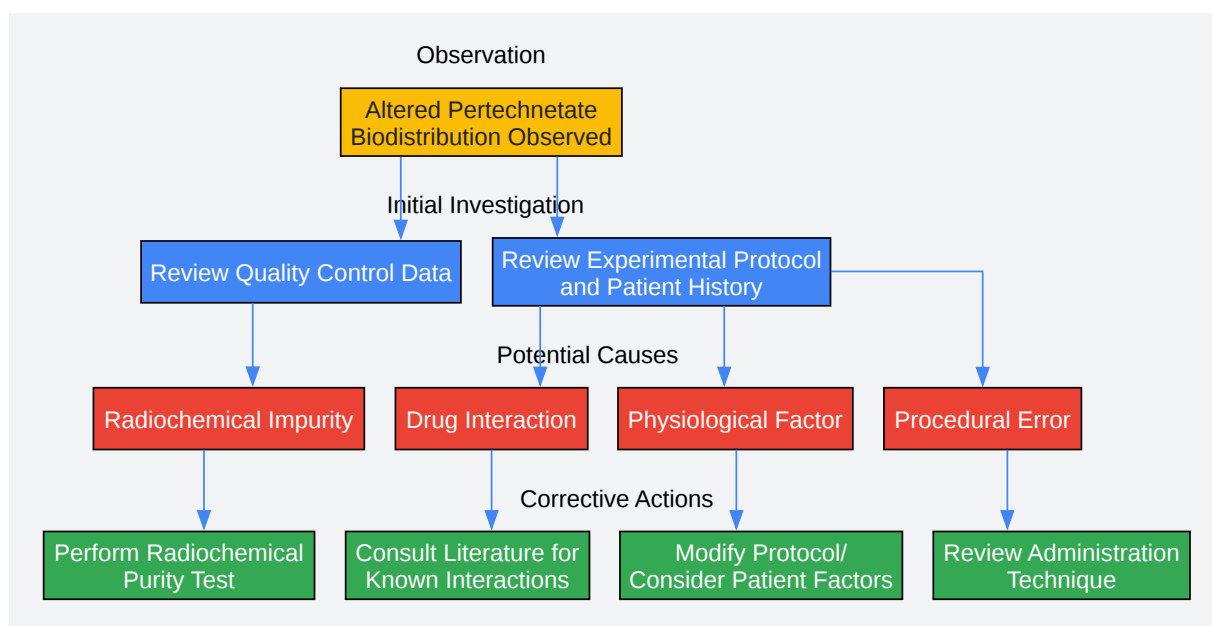 Observation
Altered Pertechnetate
Biodistribution Observed
Initial Investigation
Review Quality Control Data
Review Experimental Protocol
and Patient History
Potential Causes
Radiochemical Impurity
Drug Interaction
Physiological Factor
Procedural Error
Corrective Actions
Perform Radiochemical
Purity Test
Consult Literature for
Known Interactions
Modify Protocol/
Consider Patient Factors
Review Administration
Technique